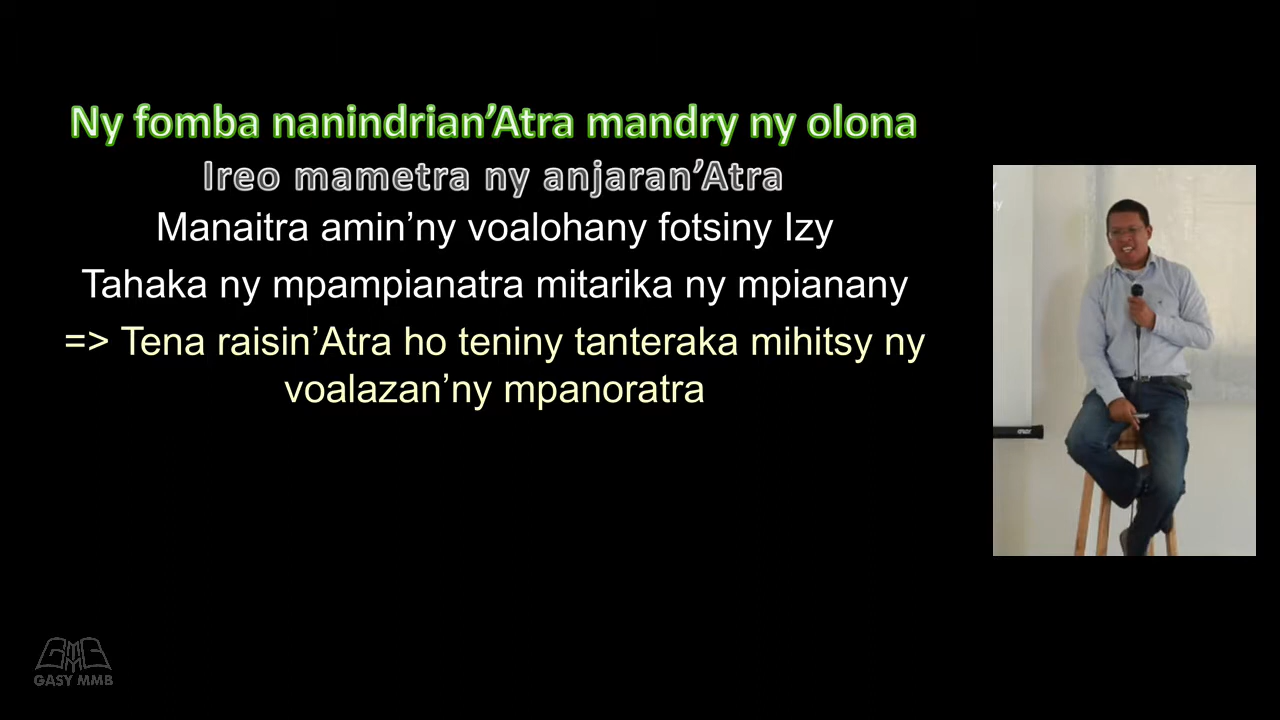 Ny fomba nanindrian’Atra mandry ny olona
Ireo mametra ny anjaran’Atra
Manaitra amin’ny voalohany fotsiny Izy
Tahaka ny mpampianatra mitarika ny mpianany
=> Tena raisin’Atra ho teniny tanteraka mihitsy ny
voalazan’ny mpanoratra
GASY MMB